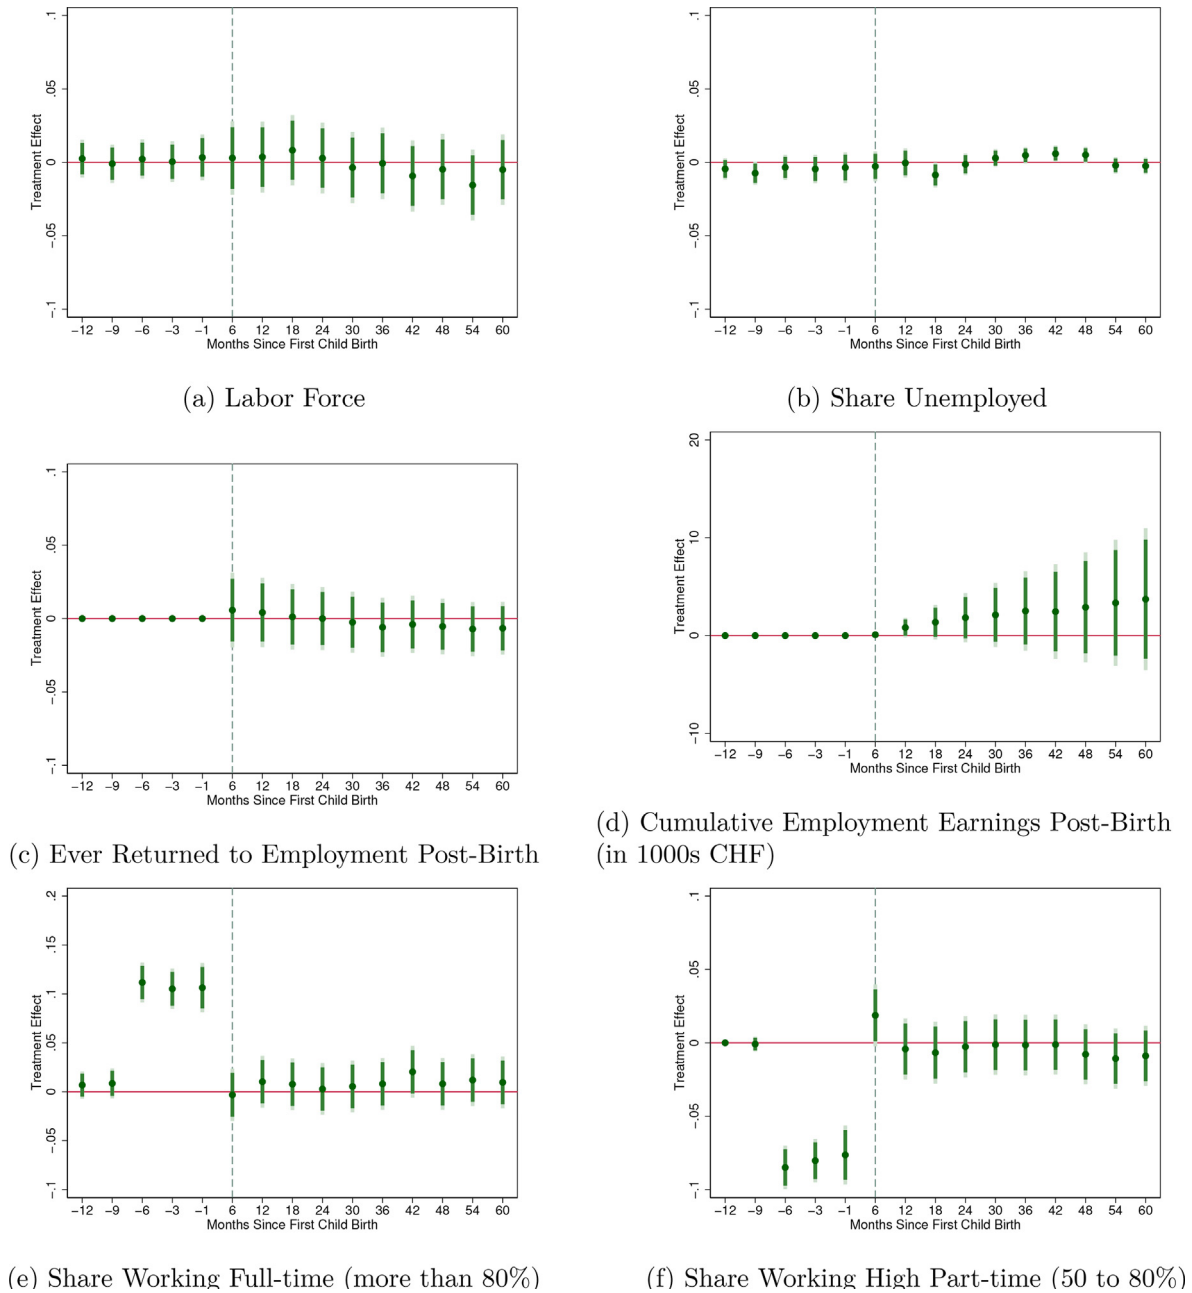 .1
.05
0
-.05
-.1
Treatment Effect
-12 -9 -6 -3 -1 6 12 18 24 30 36 42 48 54 60
Months Since First Child Birth
(a) Labor Force
.1
.05
0
-.05
-.1
Treatment Effect
-12 -9 -6 -3 -1 6 12 18 24 30 36 42 48 54 60
Months Since First Child Birth
(b) Share Unemployed
.1
.05
0
-.05
-.1
Treatment Effect
-12 -9 -6 -3 -1 6 12 18 24 30 36 42 48 54 60
Months Since First Child Birth
(c) Ever Returned to Employment Post-Birth
20
10
0
-10
Treatment Effect
-12 -9 -6 -3 -1 6 12 18 24 30 36 42 48 54 60
Months Since First Child Birth
(d) Cumulative Employment Earnings Post-Birth
(in 1000s CHF)
.2
.15
.1
.05
0
-.05
-.1
Treatment Effect
-12 -9 -6 -3 -1 6 12 18 24 30 36 42 48 54 60
Months Since First Child Birth
(e) Share Working Full-time (more than 80%)
.1
.05
0
-.05
-.1
Treatment Effect
-12 -9 -6 -3 -1 6 12 18 24 30 36 42 48 54 60
Months Since First Child Birth
(f) Share Working High Part-time (50 to 80%)